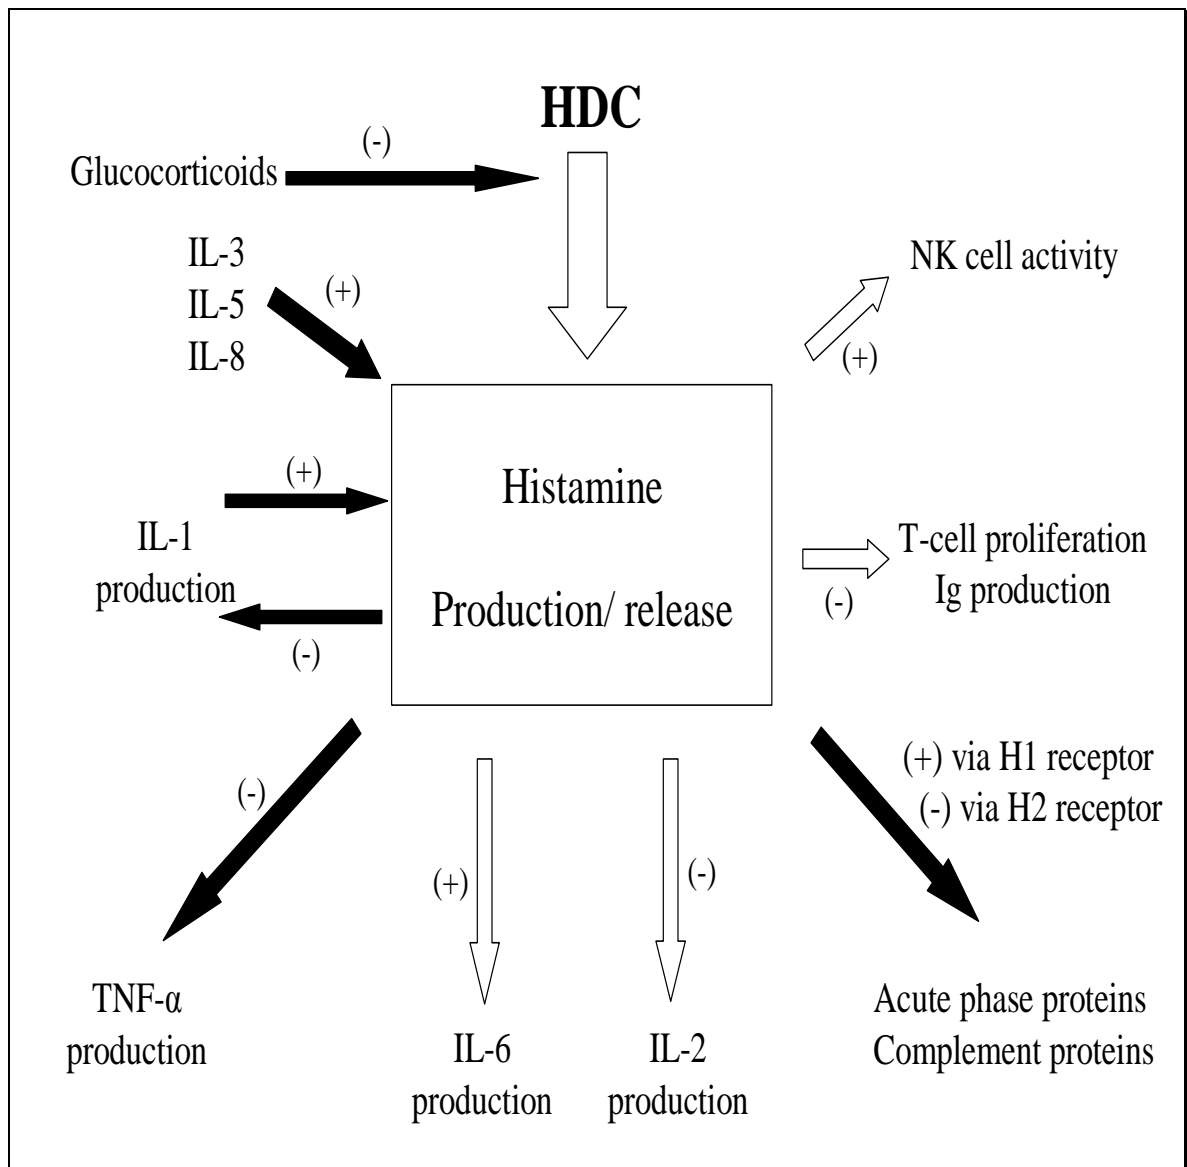 HDC
(-)
Glucocorticoids
IL-3
IL-5
IL-8
(+)
NK cell activity
(+)
Histamine
Production/ release
(+)
IL-1
production
(-)
T-cell proliferation
Ig production
(-)
(-)
TNF-α
production
(+)
IL-6
production
(-)
IL-2
production
(+) via H1 receptor
(-) via H2 receptor
Acute phase proteins
Complement proteins